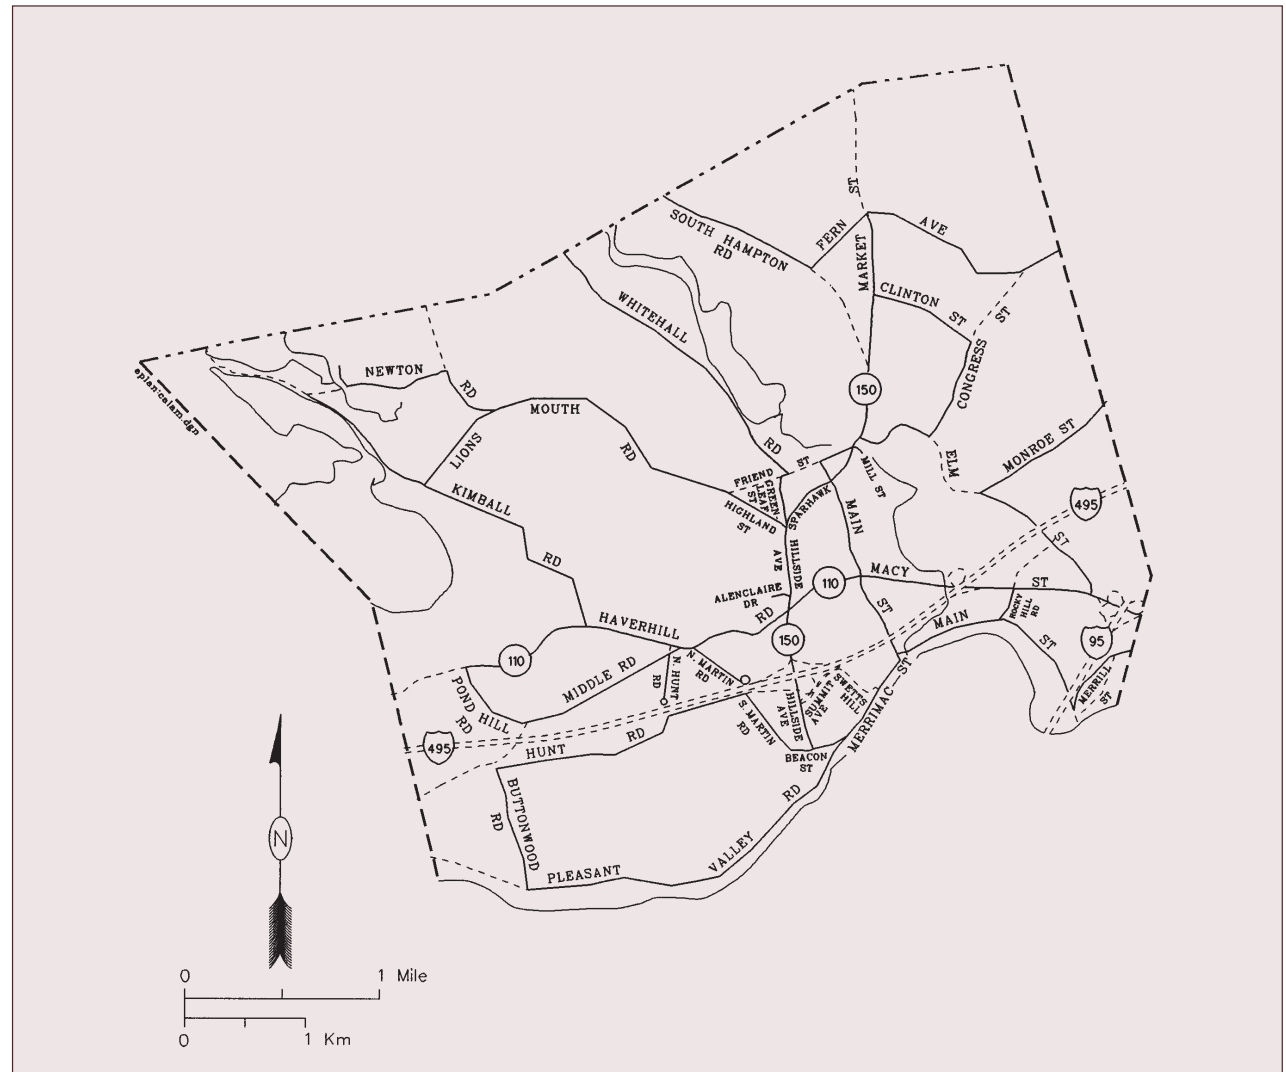 ST
SOUTH HAMPTON
RD
FERN
AVE
MARKET
CLINTON
ST
ST
WHITEHALL
RD
CONGRESS
150
NEWTON
RD
eplan:calam.dgn
MOUTH
RD
LIONS
KIMBALL
RD
ELM
MONROE ST
ST
FRIEND
ST
GREEN-
LEAF
ST
HIGHLAND
ST
SPARHAWK
MILL ST
MAIN
ST
495
ST
HILLSIDE
AVE
ALENCLAIRE
DR
110
MACY
ST
HAVERHILL
RD
150
MAIN
ST
ROCKY
HILL
RD
95
MERRILL
ST
110
MIDDLE RD
N. HUNT
RD
N. MARTIN
RD
POND HILL
RD
495
HUNT
RD
S. MARTIN
RD
HILLSIDE
AVE
SUMMIT
AVE
SWETTS
HILL
MERRIMAC
ST
BEACON
ST
BUTTONWOOD
RD
PLEASANT
VALLEY
RD
N
0
1 Mile
0
1 Km